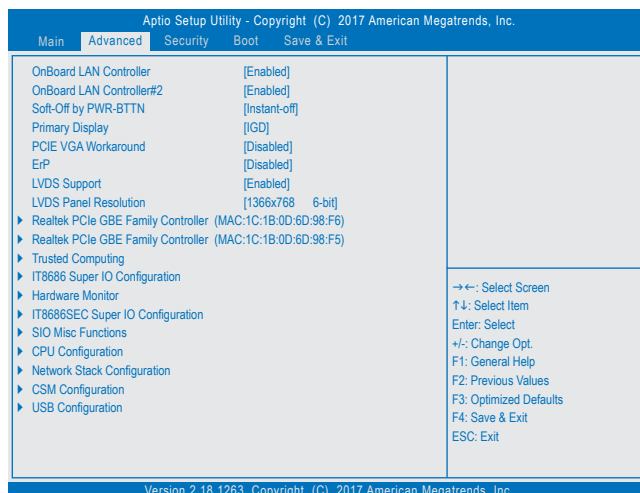 Aptio Setup Utility - Copyright (C) 2017 American Megatrends, Inc.
Main Advanced Security Boot Save & Exit
OnBoard LAN Controller [Enabled]
OnBoard LAN Controller#2 [Enabled]
Soft-Off by PWR-BTTN [Instant-off]
Primary Display [IGD]
PCIE VGA Workaround [Disabled]
ErP [Disabled]
LVDS Support [Enabled]
LVDS Panel Resolution [1366x768 6-bit]
Realtek PCIe GBE Family Controller (MAC:1C:1B:0D:6D:98:F6)
Realtek PCIe GBE Family Controller (MAC:1C:1B:0D:6D:98:F5)
Trusted Computing
IT8686 Super IO Configuration
Hardware Monitor
IT8686SEC Super IO Configuration
SIO Misc Functions
CPU Configuration
Network Stack Configuration
CSM Configuration
USB Configuration
→←: Select Screen
↑↓: Select Item
Enter: Select
+/-: Change Opt.
F1: General Help
F2: Previous Values
F3: Optimized Defaults
F4: Save & Exit
ESC: Exit
Version 2.18.1263. Copyright (C) 2017 American Megatrends, Inc.